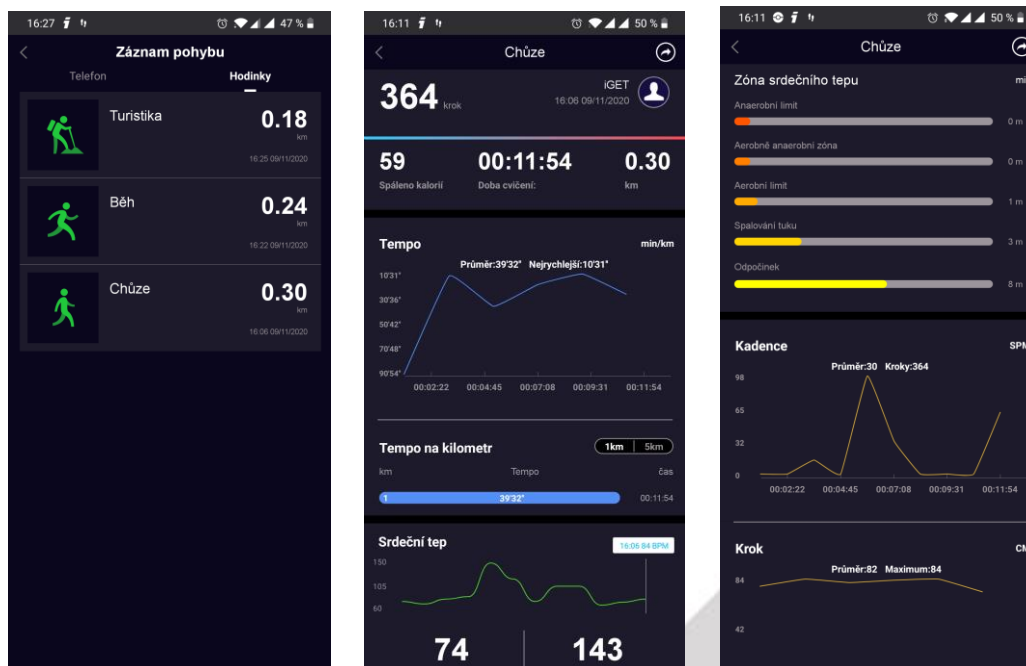 16:27 47 %
Záznam pohybu
Telefon Hodinky
Turistika 0.18
km
16:25 09/11/2020
Běh 0.24
km
16:22 09/11/2020
Chůze 0.30
km
16:06 09/11/2020
16:11 50 %
Chůze
364 krok iGET
16:06 09/11/2020
59 00:11:54 0.30
Spáleno kalorií Doba cvičení: km
Tempo min/km
Průměr:39'32" Nejrychlejší:10'31"
10'31"
30'36"
50'42"
70'48"
90'54"
00:02:22 00:04:45 00:07:08 00:09:31 00:11:54
Tempo na kilometr 1km 5km
km Tempo čas
1 39'32" 00:11:54
Srdeční tep 16:06 84 BPM
150
105
60
74 143
16:11 50 %
Chůze
Zóna srdečního tepu mi
Anaerobní limit
0 m
Aerobně anaerobní zóna
0 m
Aerobní limit
1 m
Spalování tuku
3 m
Odpočinek
8 m
Kadence SPM
Průměr:30 Kroky:364
98
65
32
0
00:02:22 00:04:45 00:07:08 00:09:31 00:11:54
Krok CM
Průměr:82 Maximum:84
84
42